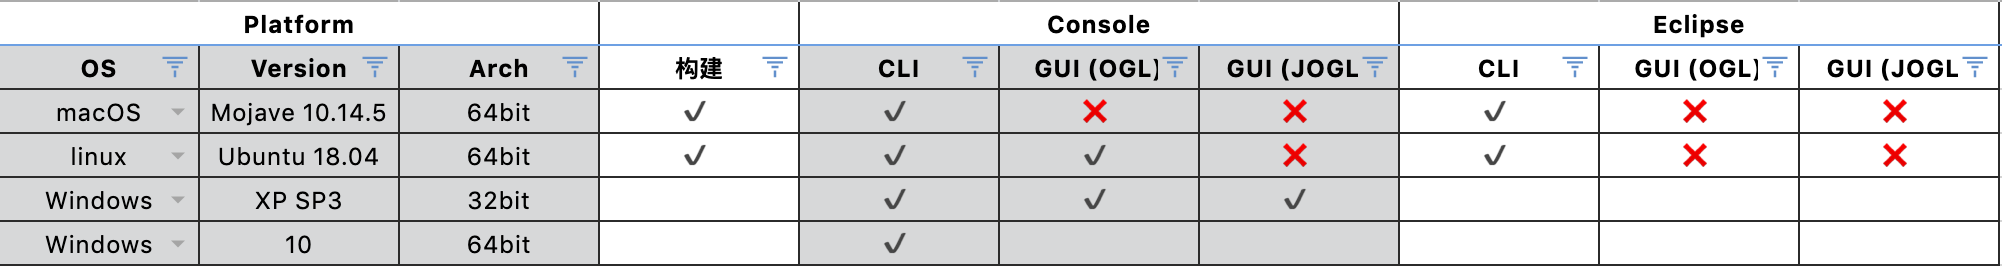 Platform Console Eclipse
OS Version Arch 构建 CLI GUI (OGL) GUI (JOGL CLI GUI (OGL) GUI (JOGL
macOS Mojave 10.14.5 64bit ✓ ✓ ❌ ❌ ✓ ❌ ❌
linux Ubuntu 18.04 64bit ✓ ✓ ✓ ❌ ✓ ❌ ❌
Windows XP SP3 32bit ✓ ✓ ✓
Windows 10 64bit ✓